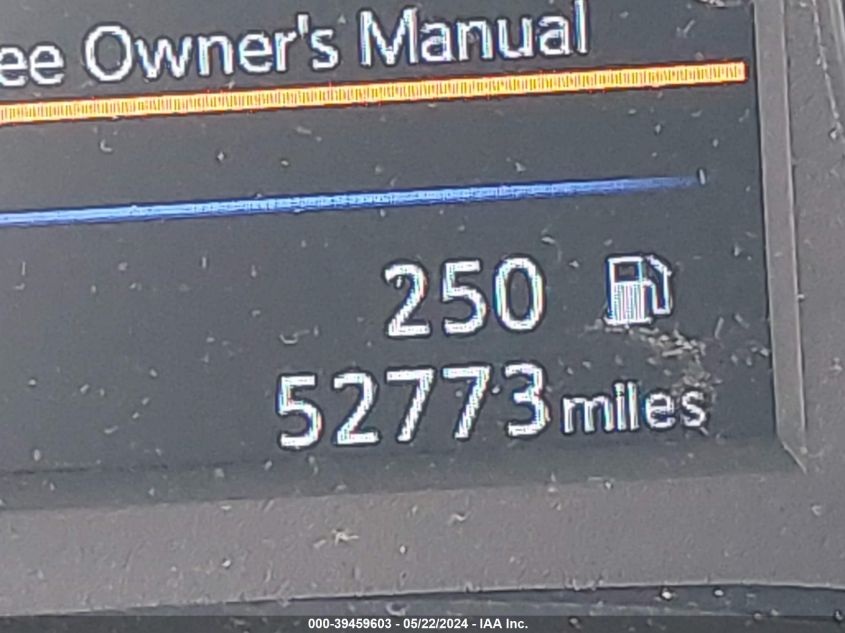 ee Owner's Manual
250
52773 miles
000-39459603 - 05/22/2024 - IAA Inc.